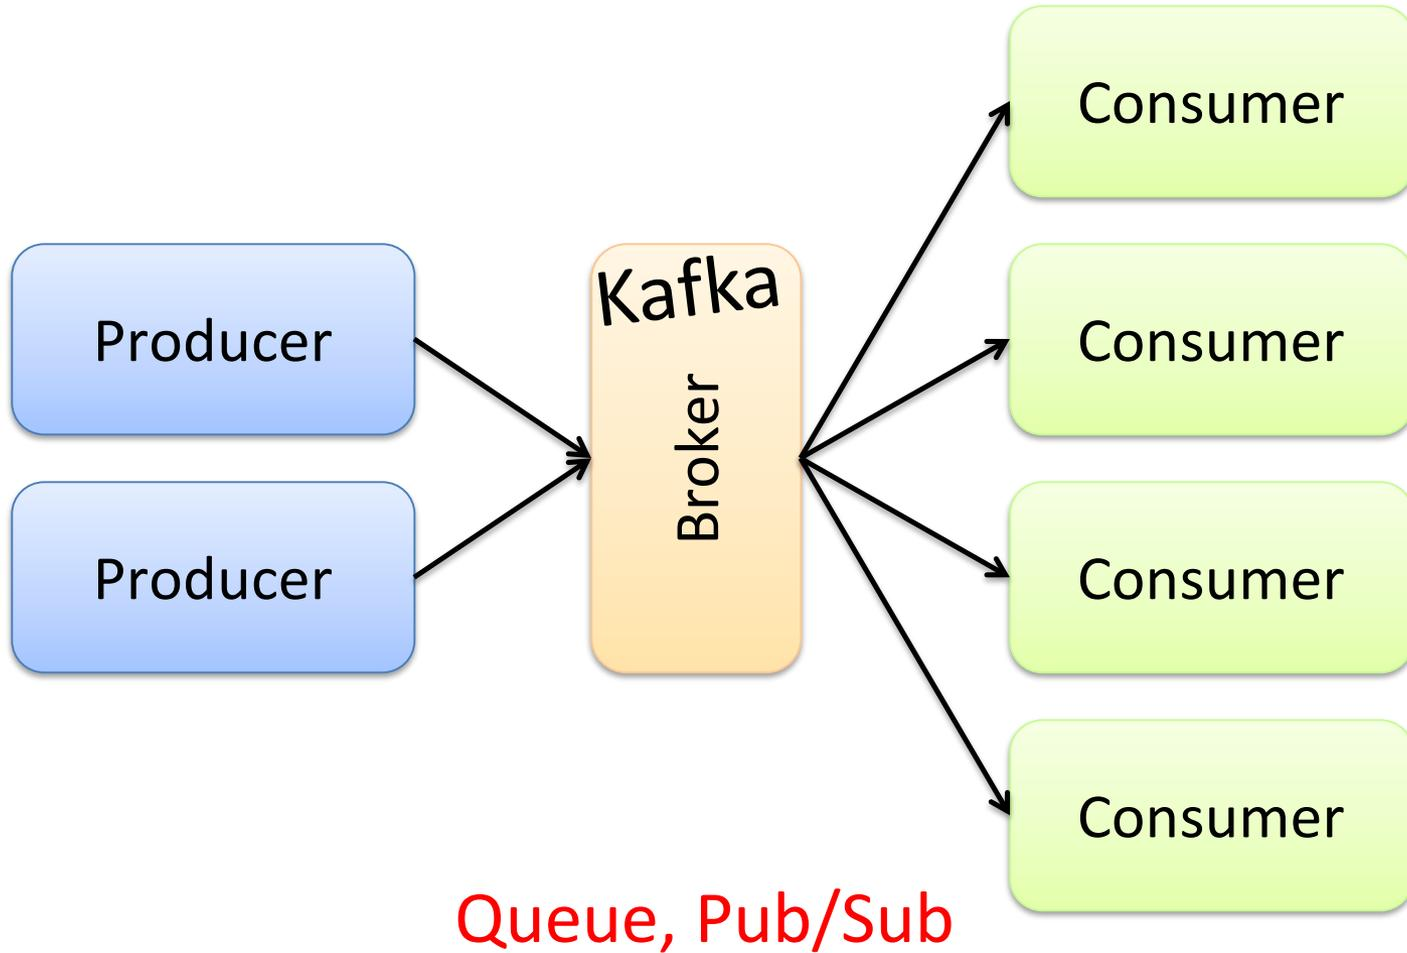 Consumer
Producer
Kafka
Broker
Consumer
Producer
Consumer
Consumer
Queue, Pub/Sub